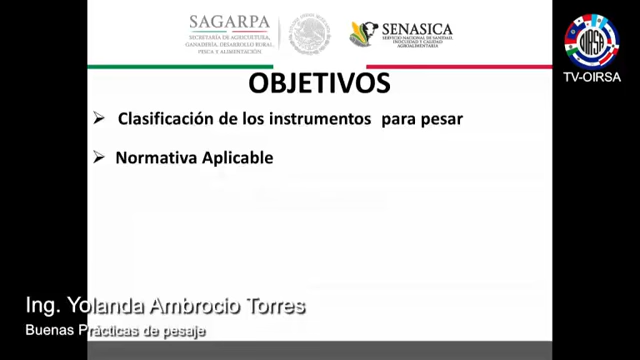 SAGARPA
SECRETARÍA DE AGRICULTURA,
GANADERÍA, DESARROLLO RURAL,
PESCA Y ALIMENTACIÓN
SENASICA
SERVICIO NACIONAL DE SANIDAD,
INOCUIDAD Y CALIDAD
AGROALIMENTARIA
OIRSA
TV-OIRSA
OBJETIVOS
➢ Clasificación de los instrumentos para pesar
➢ Normativa Aplicable
Ing. Yolanda Ambrocio Torres
Buenas Prácticas de pesaje